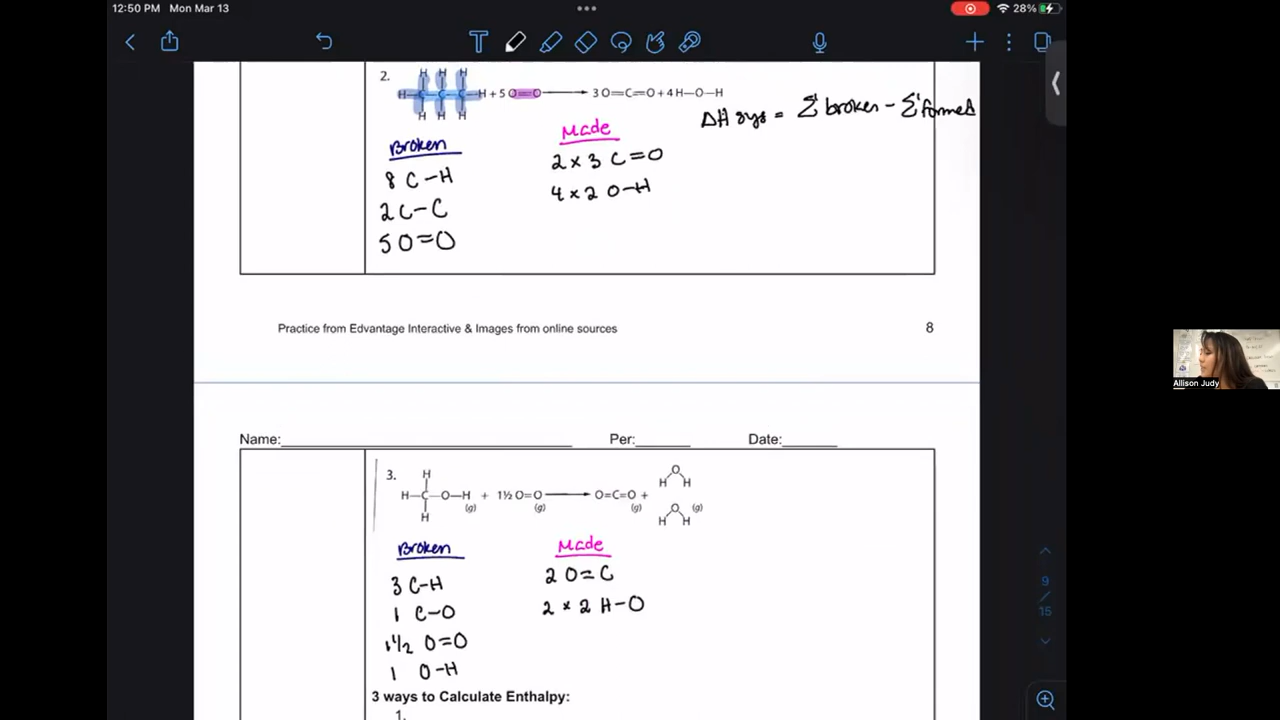 12:50 PM Mon Mar 13
28%
2.
H H H
H-C-C-C-H + 5 O=O → 3 O=C=O + 4 H-O-H
H H H
ΔH sys = Σ broken - Σ formed
Broken
Made
8 C-H
2 x 3 C=O
2 C-C
4 x 2 O-H
5 O=O
Practice from Edvantage Interactive & Images from online sources
8
Allison Judy
Name: Per: Date:
3.
H
H-C-O-H (g) + 1½ O=O (g) → O=C=O (g) +
H
O
H H
O (g)
H H
Broken
Made
3 C-H
2 O=C
1 C-O
2 x 2 H-O
1 1/2 O=O
1 O-H
3 ways to Calculate Enthalpy:
1.
9
/
15